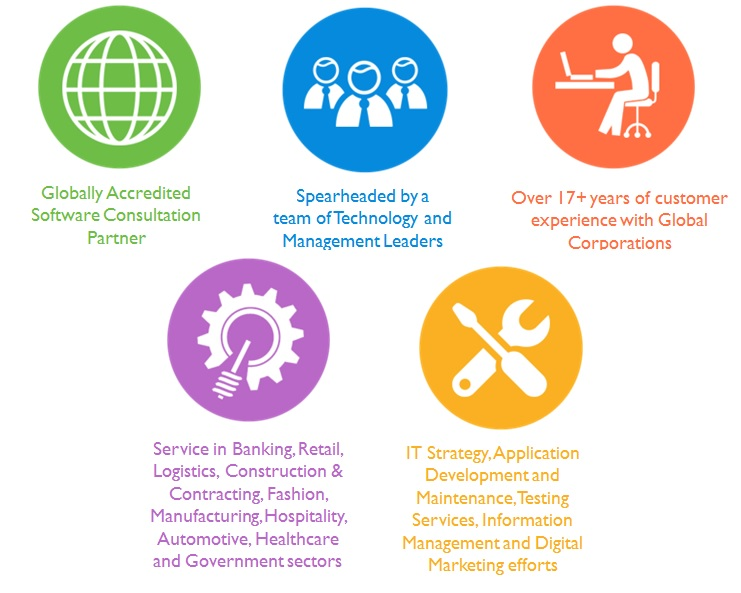 Globally Accredited
Software Consultation
Partner
Spearheaded by a
team of Technology and
Management Leaders
Over 17+ years of customer
experience with Global
Corporations
Service in Banking, Retail,
Logistics, Construction &
Contracting, Fashion,
Manufacturing, Hospitality,
Automotive, Healthcare
and Government sectors
IT Strategy, Application
Development and
Maintenance, Testing
Services, Information
Management and Digital
Marketing efforts